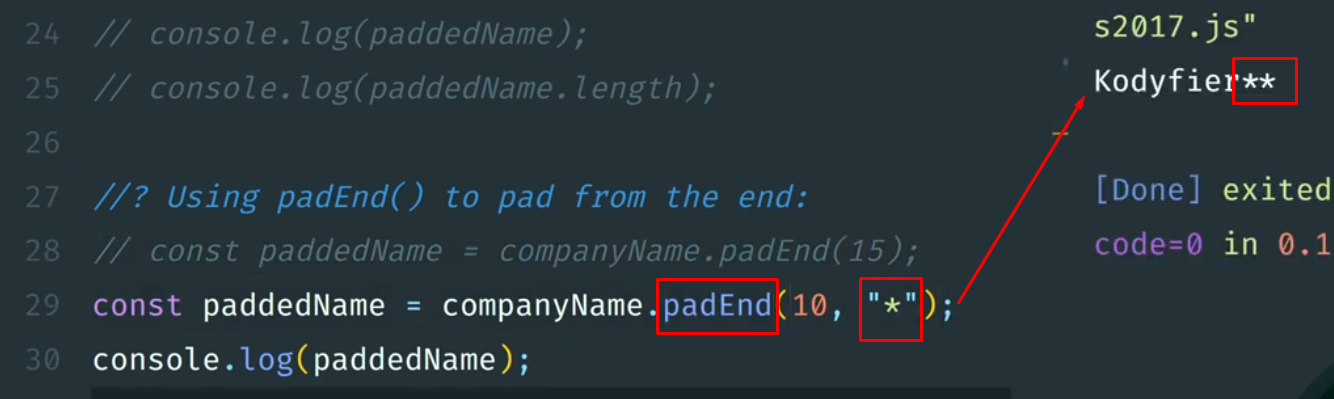 24 // console.log(paddedName);
25 // console.log(paddedName.length);
26
27 //? Using padEnd() to pad from the end:
28 // const paddedName = companyName.padEnd(15);
29 const paddedName = companyName.padEnd(10, "*");
30 console.log(paddedName);
s2017.js"
Kodyfier**
[Done] exited
code=0 in 0.1